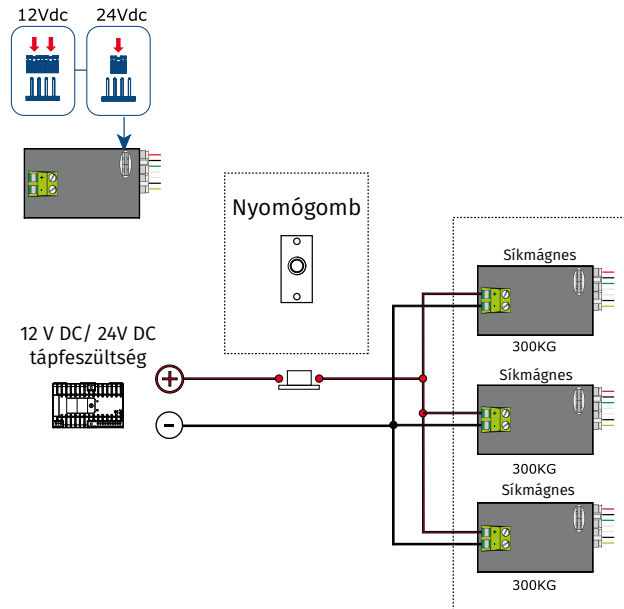 12Vdc
24Vdc
Nyomógomb
12 V DC/ 24V DC
tápfeszültség
+
-
Síkmágnes
+
-
300KG
Síkmágnes
+
-
300KG
Síkmágnes
+
-
300KG